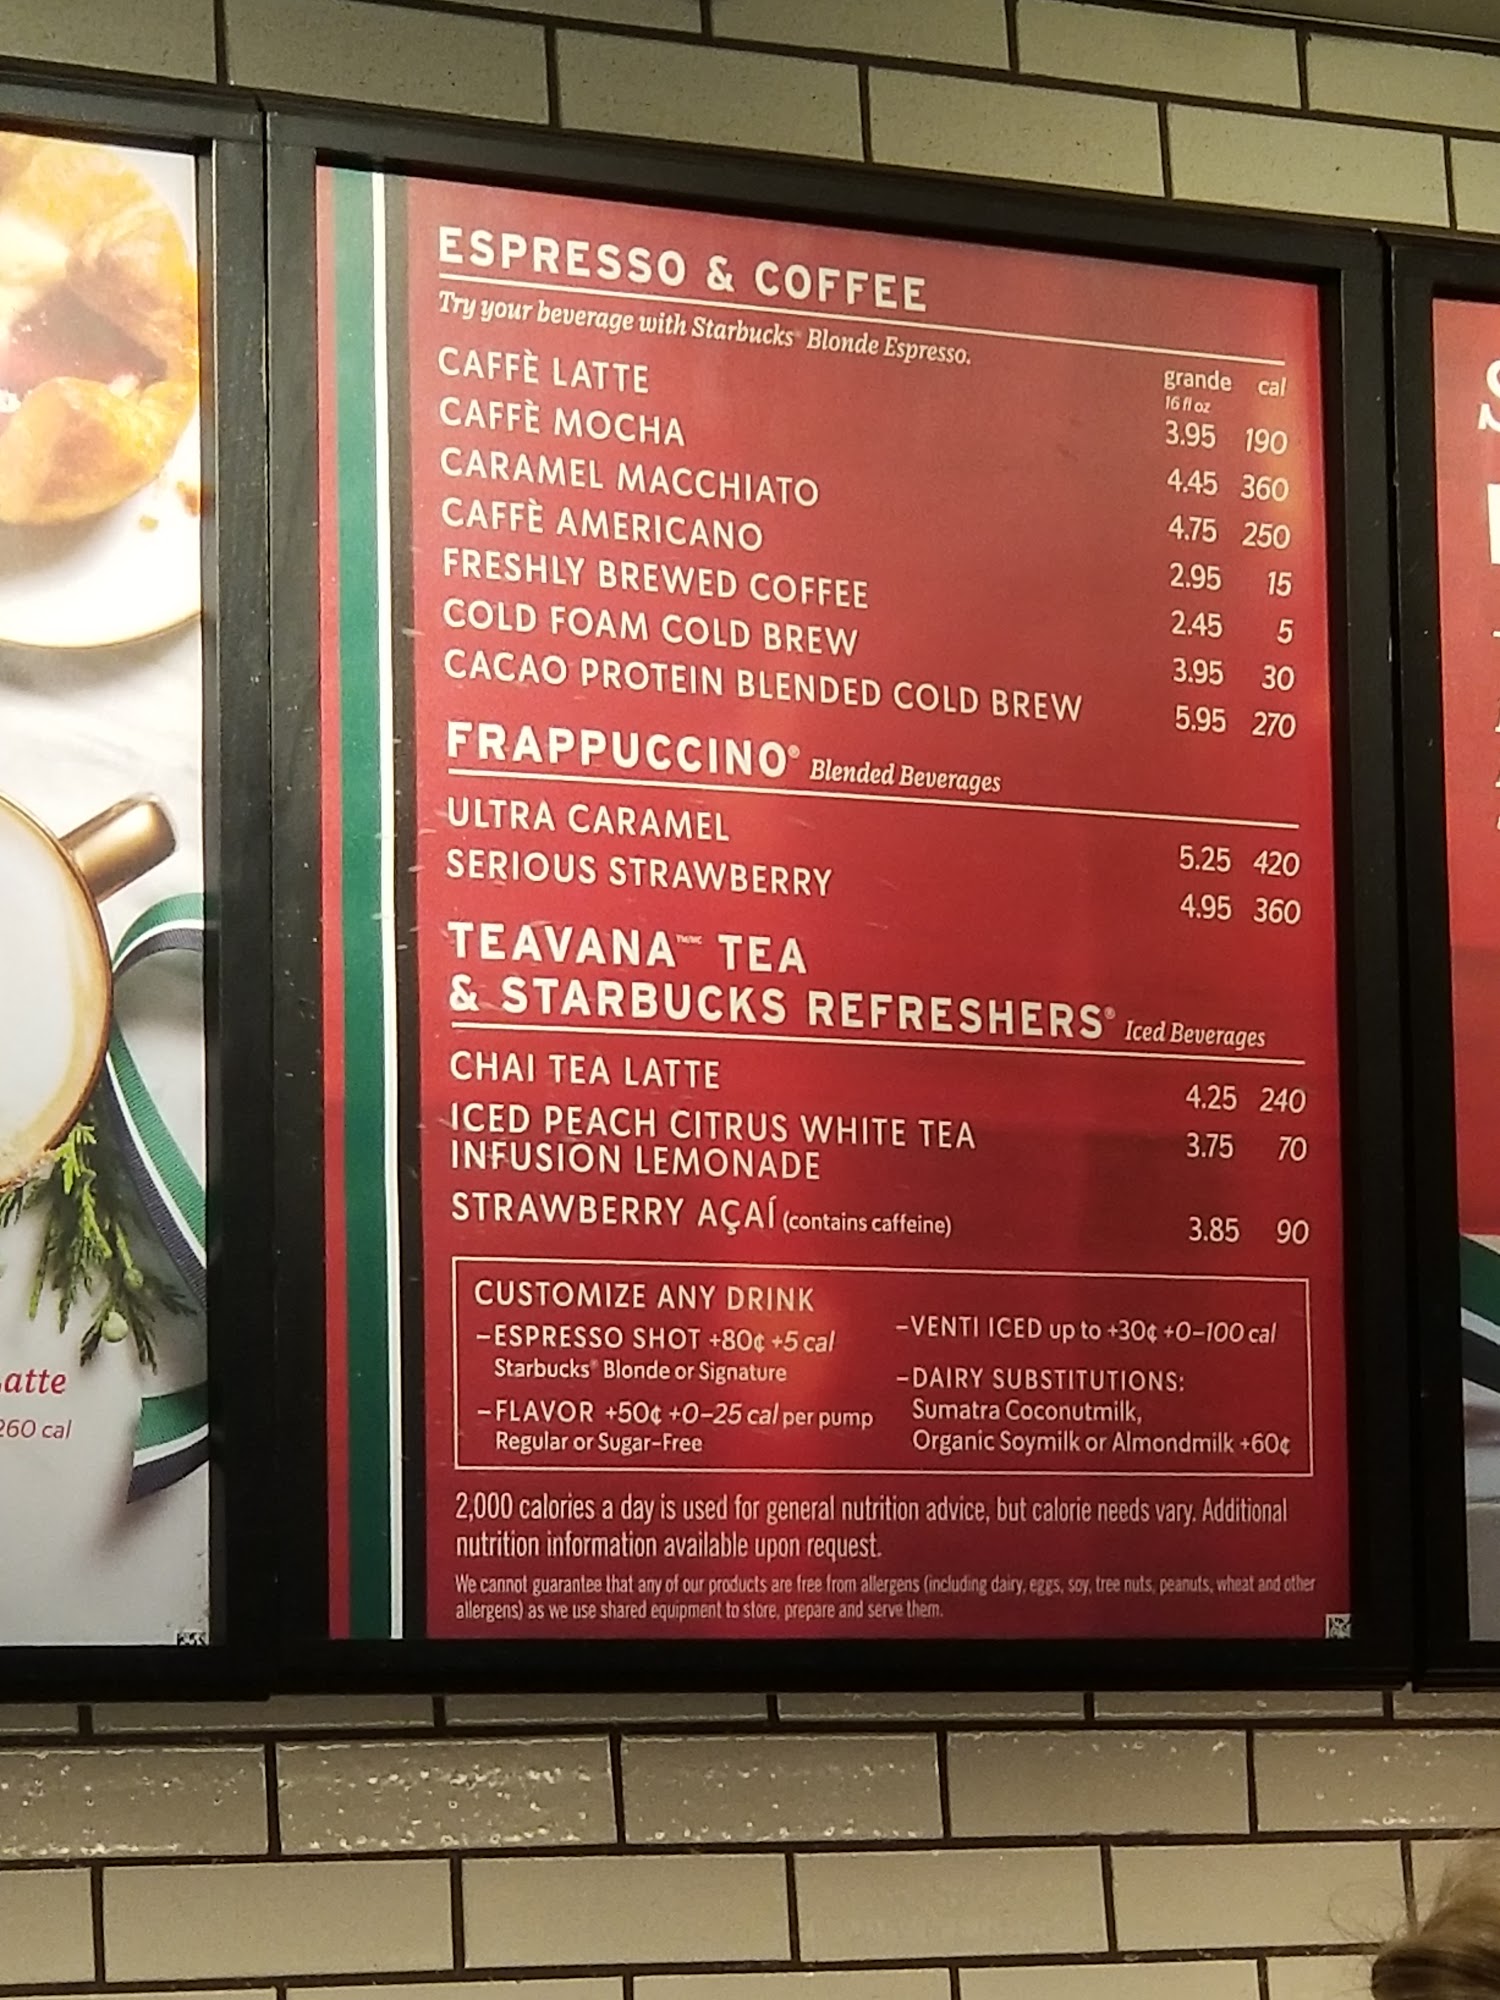 ESPRESSO & COFFEE
Try your beverage with Starbucks® Blonde Espresso.
grande cal
16 fl oz
CAFFÈ LATTE 3.95 190
CAFFÈ MOCHA 4.45 360
CARAMEL MACCHIATO 4.75 250
CAFFÈ AMERICANO 2.95 15
FRESHLY BREWED COFFEE 2.45 5
COLD FOAM COLD BREW 3.95 30
CACAO PROTEIN BLENDED COLD BREW 5.95 270
FRAPPUCCINO® Blended Beverages
ULTRA CARAMEL 5.25 420
SERIOUS STRAWBERRY 4.95 360
TEAVANA TEA
& STARBUCKS REFRESHERS® Iced Beverages
CHAI TEA LATTE 4.25 240
ICED PEACH CITRUS WHITE TEA 3.75 70
INFUSION LEMONADE
STRAWBERRY AÇAÍ (contains caffeine) 3.85 90
CUSTOMIZE ANY DRINK
–ESPRESSO SHOT +80¢ +5 cal
Starbucks® Blonde or Signature
–FLAVOR +50¢ +0–25 cal per pump
Regular or Sugar-Free
–VENTI ICED up to +30¢ +0–100 cal
–DAIRY SUBSTITUTIONS:
Sumatra Coconutmilk,
Organic Soymilk or Almondmilk +60¢
2,000 calories a day is used for general nutrition advice, but calorie needs vary. Additional
nutrition information available upon request.
We cannot guarantee that any of our products are free from allergens (including dairy, eggs, soy, tree nuts, peanuts, wheat and other
allergens) as we use shared equipment to store, prepare and serve them.
atte
260 cal